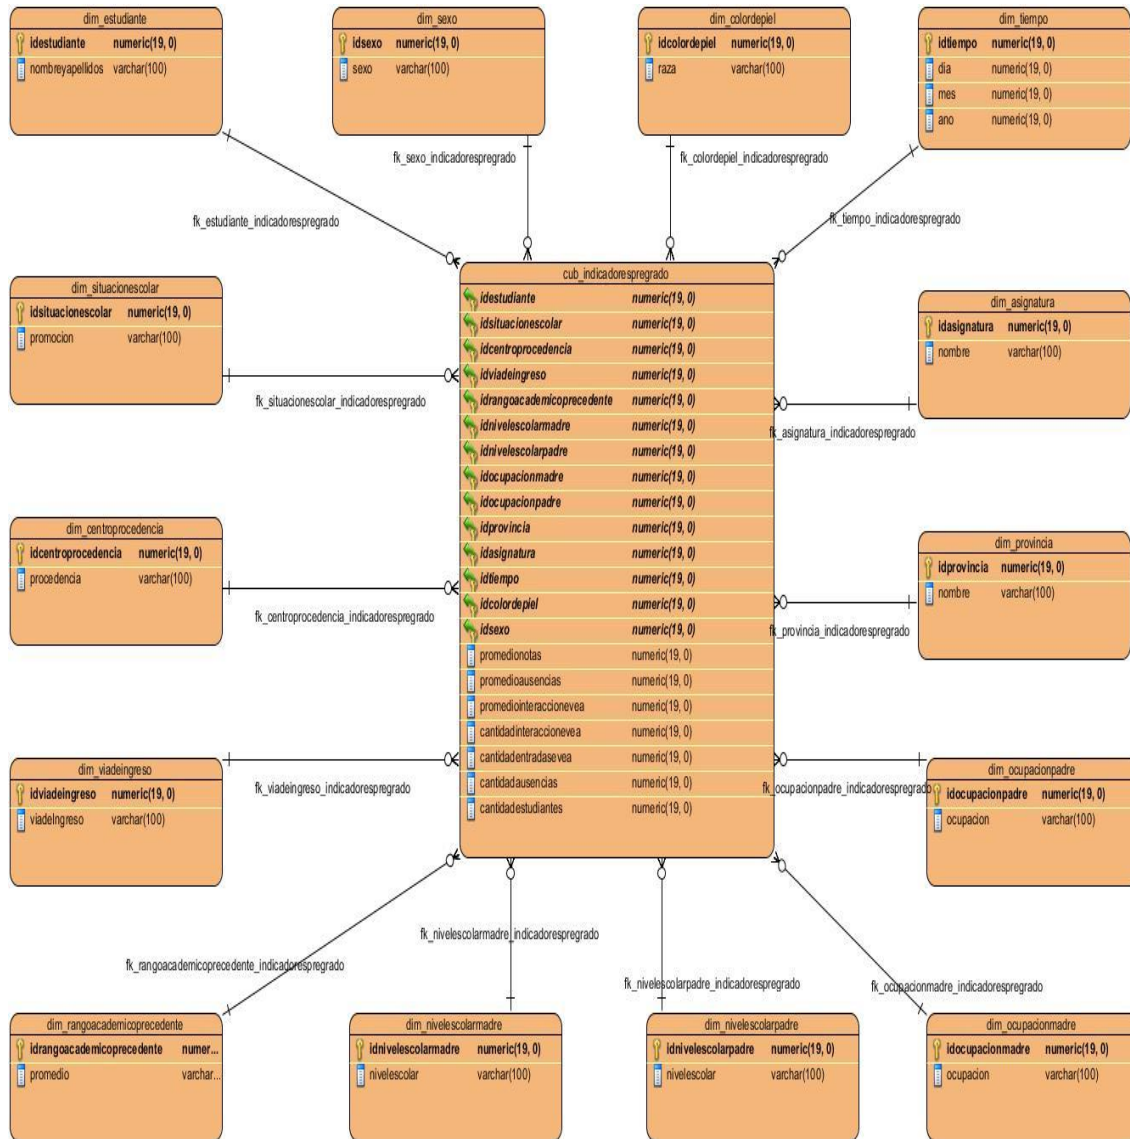 dim_estudiante
idestudiante numeric(19, 0)
nombreyapellidos varchar(100)
dim_sexo
idsexo numeric(19, 0)
sexo varchar(100)
dim_colordepiel
idcolordepiel numeric(19, 0)
raza varchar(100)
dim_tiempo
idtiempo numeric(19, 0)
dia numeric(19, 0)
mes numeric(19, 0)
ano numeric(19, 0)
fk_sexo_indicadorespregrado
fk_colordepiel_indicadorespregrado
fk_estudiante_indicadorespregrado
fk_tiempo_indicadorespregrado
dim_situacionescolar
idsituacionescolar numeric(19, 0)
promocion varchar(100)
fk_situacionescolar_indicadorespregrado
dim_centroprocedencia
idcentroprocedencia numeric(19, 0)
procedencia varchar(100)
fk_centroprocedencia_indicadorespregrado
dim_viadeingreso
idviadeingreso numeric(19, 0)
viadeIngreso varchar(100)
fk_viadeingreso_indicadorespregrado
cub_indicadorespregrado
idestudiante numeric(19, 0)
idsituacionescolar numeric(19, 0)
idcentroprocedencia numeric(19, 0)
idviadeingreso numeric(19, 0)
idrangoacademicoprecedente numeric(19, 0)
idnivelescolarmadre numeric(19, 0)
idnivelescolarpadre numeric(19, 0)
idocupacionmadre numeric(19, 0)
idocupacionpadre numeric(19, 0)
idprovincia numeric(19, 0)
idasignatura numeric(19, 0)
idtiempo numeric(19, 0)
idcolordepiel numeric(19, 0)
idsexo numeric(19, 0)
promedionotas numeric(19, 0)
promedioausencias numeric(19, 0)
promediointeraccionevea numeric(19, 0)
cantidadinteraccionevea numeric(19, 0)
cantidadentradasevea numeric(19, 0)
cantidadausencias numeric(19, 0)
cantidadestudiantes numeric(19, 0)
dim_asignatura
idasignatura numeric(19, 0)
nombre varchar(100)
fk_asignatura_indicadorespregrado
dim_provincia
idprovincia numeric(19, 0)
nombre varchar(100)
fk_provincia_indicadorespregrado
dim_ocupacionpadre
idocupacionpadre numeric(19, 0)
ocupacion varchar(100)
fk_ocupacionpadre_indicadorespregrado
fk_rangoacademicoprecedente_indicadorespregrado
fk_nivelescolarmadre_indicadorespregrado
fk_nivelescolarpadre_indicadorespregrado
fk_ocupacionmadre_indicadorespregrado
dim_rangoacademicoprecedente
idrangoacademicoprecedente numer...
promedio varchar...
dim_nivelescolarmadre
idnivelescolarmadre numeric(19, 0)
nivelescolar varchar(100)
dim_nivelescolarpadre
idnivelescolarpadre numeric(19, 0)
nivelescolar varchar(100)
dim_ocupacionmadre
idocupacionmadre numeric(19, 0)
ocupacion varchar(100)